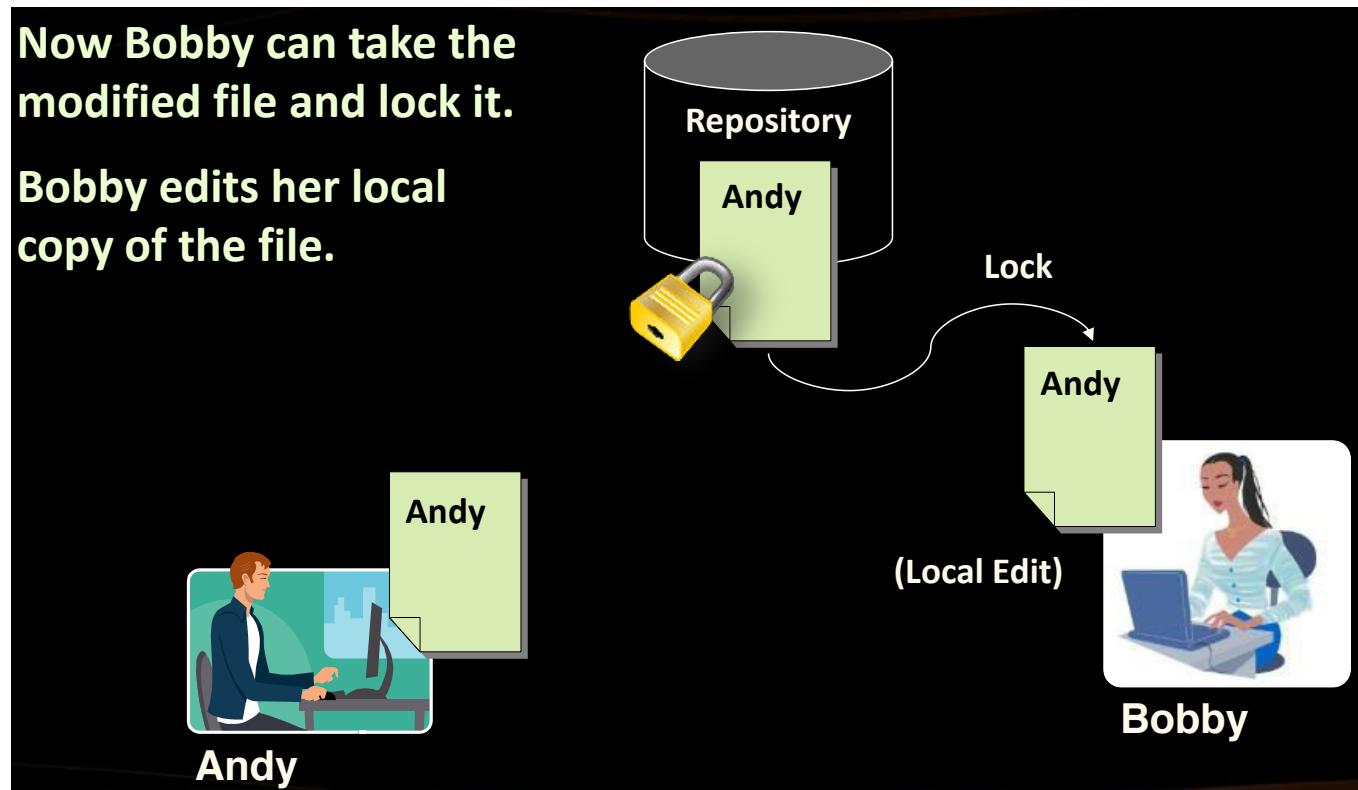 Now Bobby can take the
modified file and lock it.
Bobby edits her local
copy of the file.
Repository
Andy
Lock
Andy
Andy
(Local Edit)
Bobby
Andy